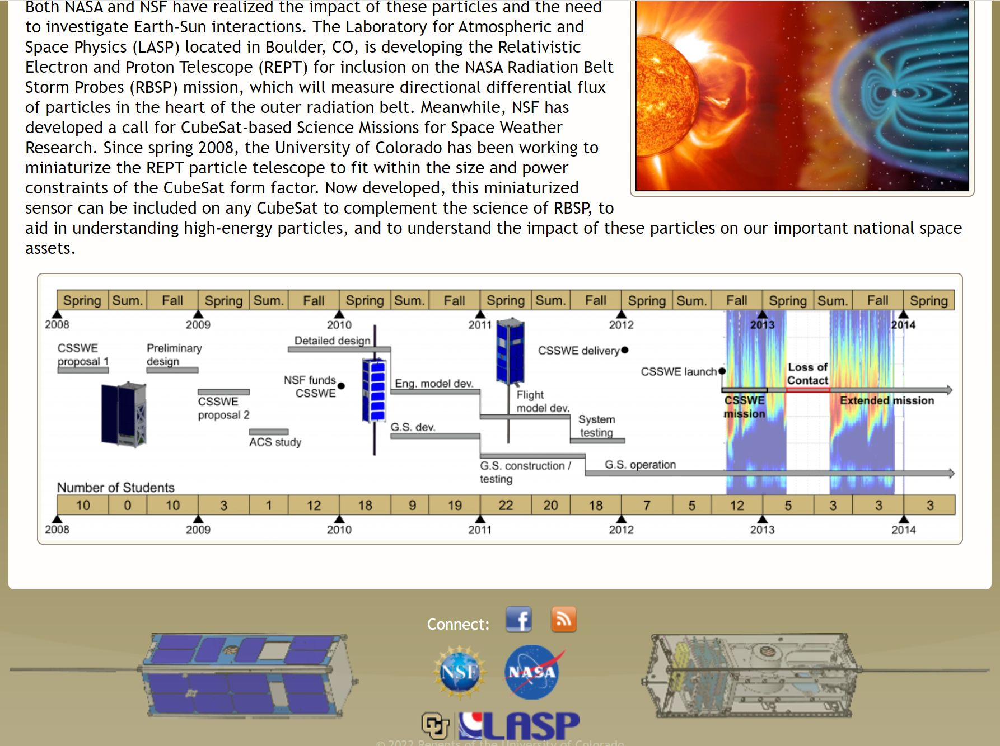 Both NASA and NSF have realized the impact of these particles and the need
to investigate Earth-Sun interactions. The Laboratory for Atmospheric and
Space Physics (LASP) located in Boulder, CO, is developing the Relativistic
Electron and Proton Telescope (REPT) for inclusion on the NASA Radiation Belt
Storm Probes (RBSP) mission, which will measure directional differential flux
of particles in the heart of the outer radiation belt. Meanwhile, NSF has
developed a call for CubeSat-based Science Missions for Space Weather
Research. Since spring 2008, the University of Colorado has been working to
miniaturize the REPT particle telescope to fit within the size and power
constraints of the CubeSat form factor. Now developed, this miniaturized
sensor can be included on any CubeSat to complement the science of RBSP, to
aid in understanding high-energy particles, and to understand the impact of these particles on our important national space
assets.
Spring Sum. Fall Spring Sum. Fall Spring Sum. Fall Spring Sum. Fall Spring Sum. Fall Spring Sum. Fall Spring
2008 2009 2010 2011 2012 2013 2014
CSSWE
proposal 1
Preliminary
design
CSSWE
proposal 2
ACS study
Detailed design
NSF funds
CSSWE
Eng. model dev.
G.S. dev.
Flight
model dev.
System
testing
G.S. construction /
testing
G.S. operation
CSSWE delivery
CSSWE launch
CSSWE
mission
Loss of
Contact
Extended mission
Number of Students
10 0 10 3 1 12 18 9 19 22 20 18 7 5 12 5 3 3 3
2008 2009 2010 2011 2012 2013 2014
Connect:
f
NSF
NASA
CU LASP
© 2022 Regents of the University of Colorado